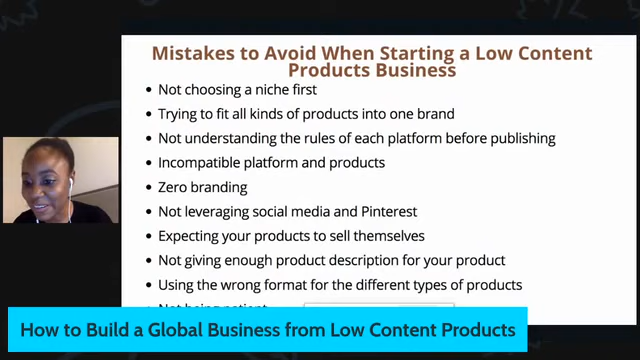 Mistakes to Avoid When Starting a Low Content
Products Business
• Not choosing a niche first
• Trying to fit all kinds of products into one brand
• Not understanding the rules of each platform before publishing
• Incompatible platform and products
• Zero branding
• Not leveraging social media and Pinterest
• Expecting your products to sell themselves
• Not giving enough product description for your product
• Using the wrong format for the different types of products
• Not being patient
How to Build a Global Business from Low Content Products